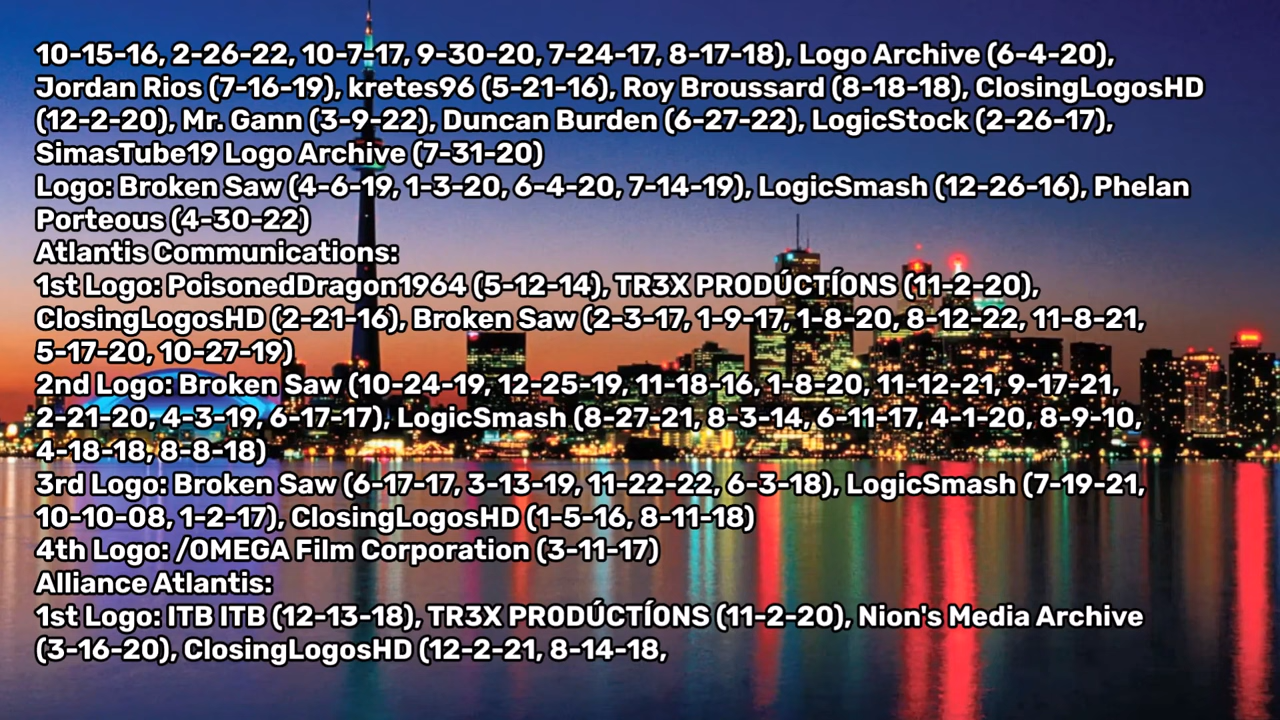 10-15-16, 2-26-22, 10-7-17, 9-30-20, 7-24-17, 8-17-18), Logo Archive (6-4-20),
Jordan Rios (7-16-19), kretes96 (5-21-16), Roy Broussard (8-18-18), ClosingLogosHD
(12-2-20), Mr. Gann (3-9-22), Duncan Burden (6-27-22), LogicStock (2-26-17),
SimasTube19 Logo Archive (7-31-20)
Logo: Broken Saw (4-6-19, 1-3-20, 6-4-20, 7-14-19), LogicSmash (12-26-16), Phelan
Porteous (4-30-22)
Atlantis Communications:
1st Logo: PoisonedDragon1964 (5-12-14), TR3X PRODÚCTÍONS (11-2-20),
ClosingLogosHD (2-21-16), Broken Saw (2-3-17, 1-9-17, 1-8-20, 8-12-22, 11-8-21,
5-17-20, 10-27-19)
2nd Logo: Broken Saw (10-24-19, 12-25-19, 11-18-16, 1-8-20, 11-12-21, 9-17-21,
2-21-20, 4-3-19, 6-17-17), LogicSmash (8-27-21, 8-3-14, 6-11-17, 4-1-20, 8-9-10,
4-18-18, 8-8-18)
3rd Logo: Broken Saw (6-17-17, 3-13-19, 11-22-22, 6-3-18), LogicSmash (7-19-21,
10-10-08, 1-2-17), ClosingLogosHD (1-5-16, 8-11-18)
4th Logo: /OMEGA Film Corporation (3-11-17)
Alliance Atlantis:
1st Logo: ITB ITB (12-13-18), TR3X PRODÚCTÍONS (11-2-20), Nion's Media Archive
(3-16-20), ClosingLogosHD (12-2-21, 8-14-18,